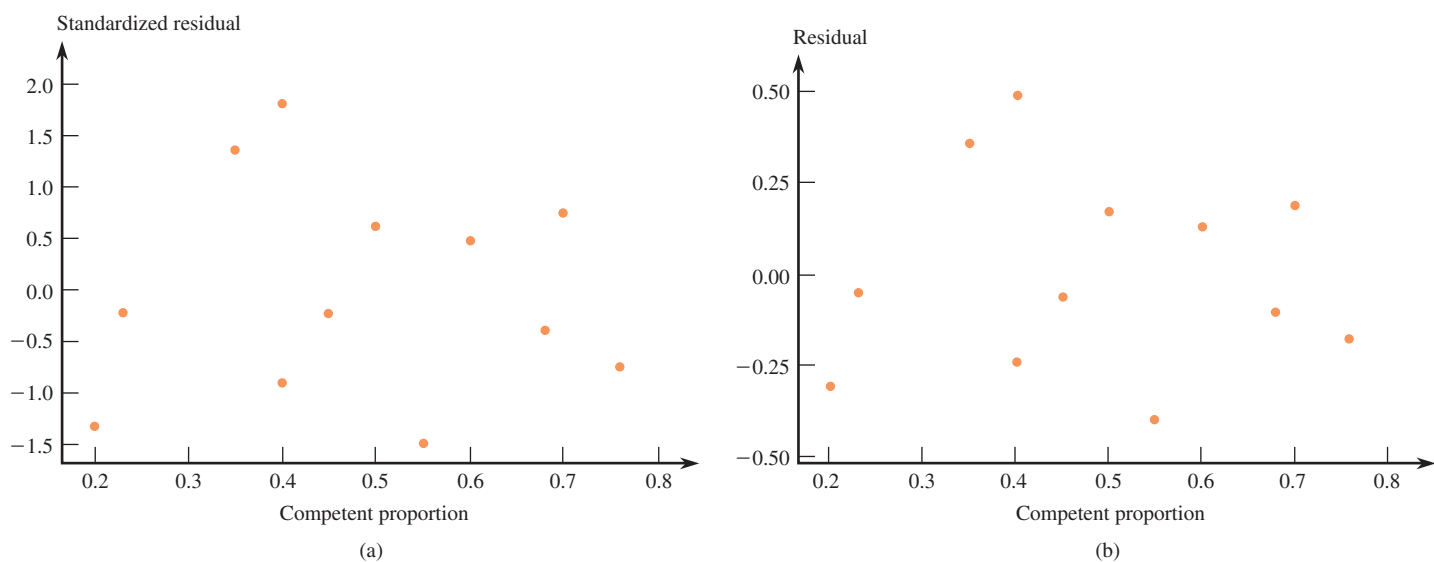 Standardized residual
2.0
1.5
1.0
0.5
0.0
−0.5
−1.0
−1.5
0.2 0.3 0.4 0.5 0.6 0.7 0.8
Competent proportion
(a)
Residual
0.50
0.25
0.00
−0.25
−0.50
0.2 0.3 0.4 0.5 0.6 0.7 0.8
Competent proportion
(b)